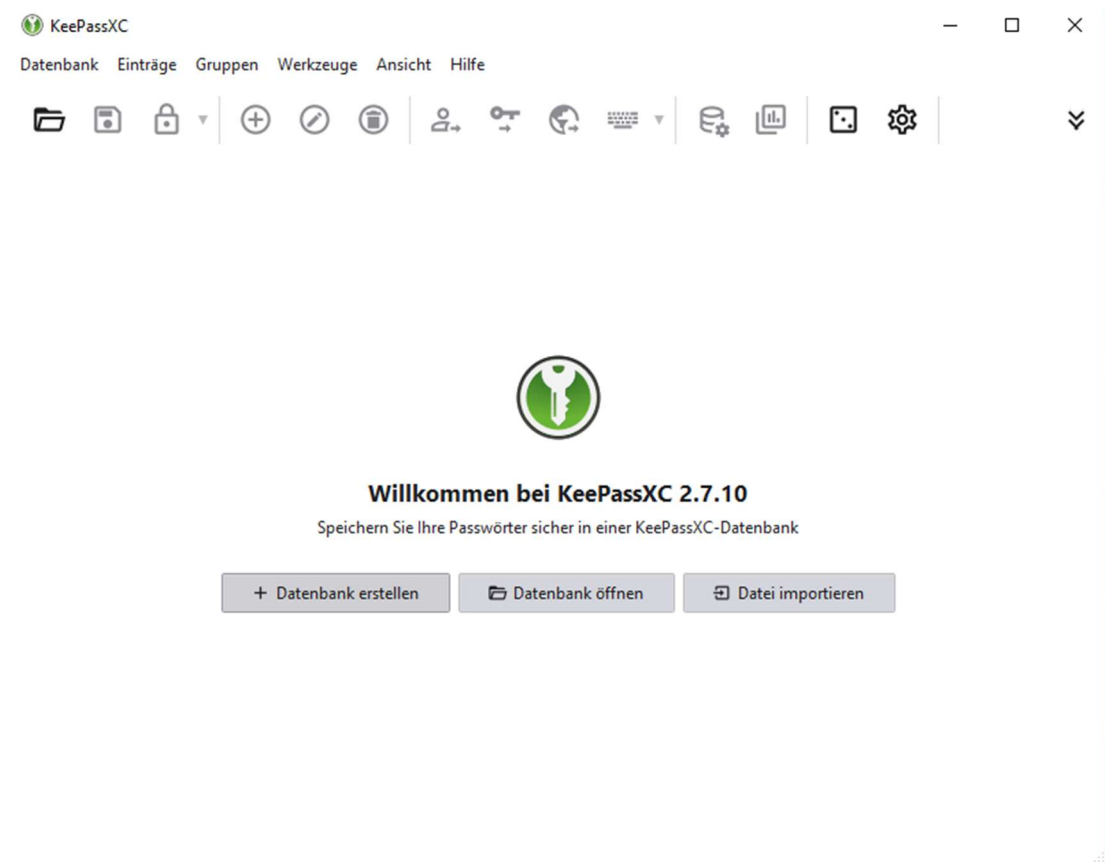 KeePassXC
Datenbank Einträge Gruppen Werkzeuge Ansicht Hilfe
Willkommen bei KeePassXC 2.7.10
Speichern Sie Ihre Passwörter sicher in einer KeePassXC-Datenbank
+ Datenbank erstellen Datenbank öffnen Datei importieren